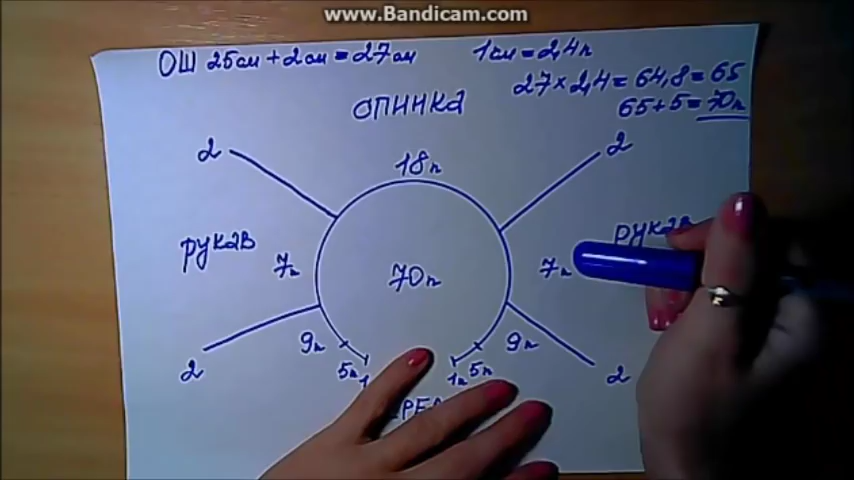 www.Bandicam.com
ОШ 25см + 2см = 27см
1см = 2,4п
27 × 2,4 = 64,8 = 65
65 + 5 = 70п
СПИНКА
2
2
18п
рукав
рукав
7п
70п
7п
9п
9п
5п
1
1п
5п
2
2